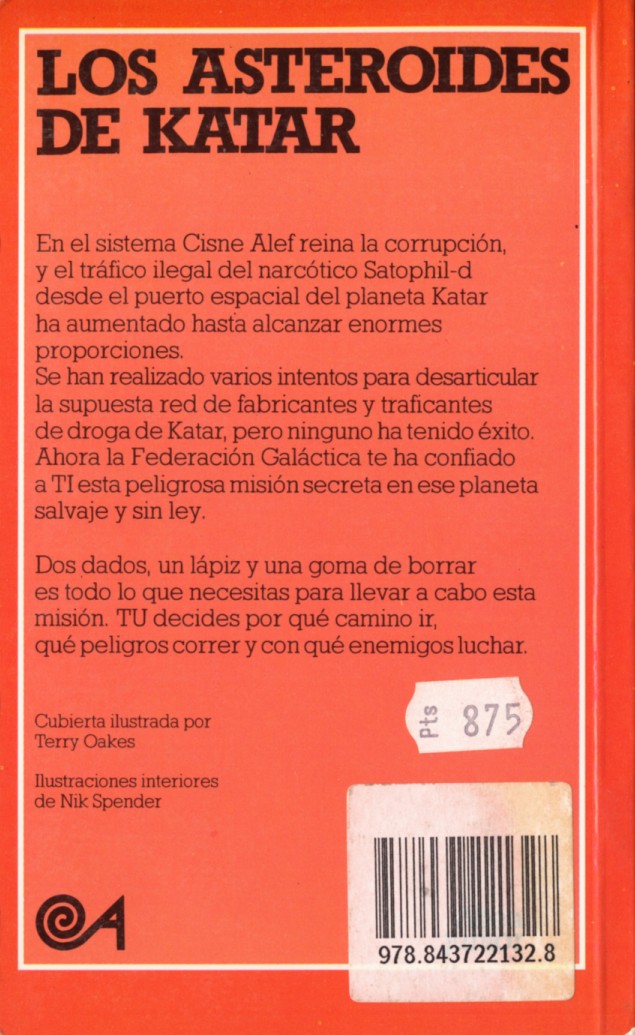 LOS ASTEROIDES
DE KATAR
En el sistema Cisne Alef reina la corrupción,
y el tráfico ilegal del narcótico Satophil-d
desde el puerto espacial del planeta Katar
ha aumentado hasta alcanzar enormes
proporciones.
Se han realizado varios intentos para desarticular
la supuesta red de fabricantes y traficantes
de droga de Katar, pero ninguno ha tenido éxito.
Ahora la Federación Galáctica te ha confiado
a TI esta peligrosa misión secreta en ese planeta
salvaje y sin ley.
Dos dados, un lápiz y una goma de borrar
es todo lo que necesitas para llevar a cabo esta
misión. TU decides por qué camino ir,
qué peligros correr y con qué enemigos luchar.
Pts 875
Cubierta ilustrada por
Terry Oakes
Ilustraciones interiores
de Nik Spender
A
978.843722132.8